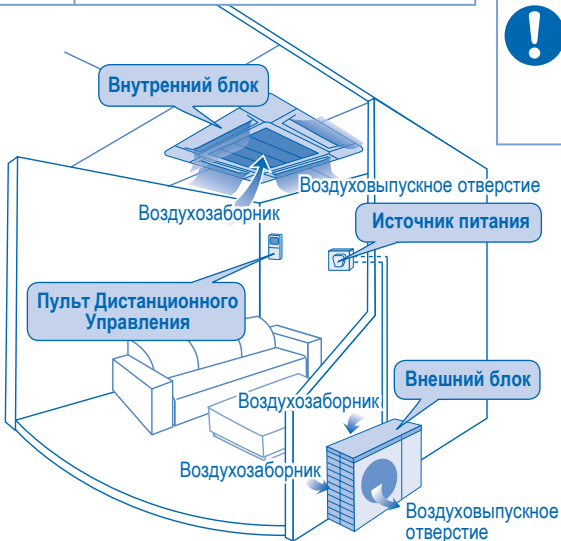 Внутренний блок
Воздуховыпускное отверстие
Воздухозаборник
Источник питания
Пульт Дистанционного
Управления
Внешний блок
Воздухозаборник
Воздухозаборник
Воздуховыпускное
отверстие